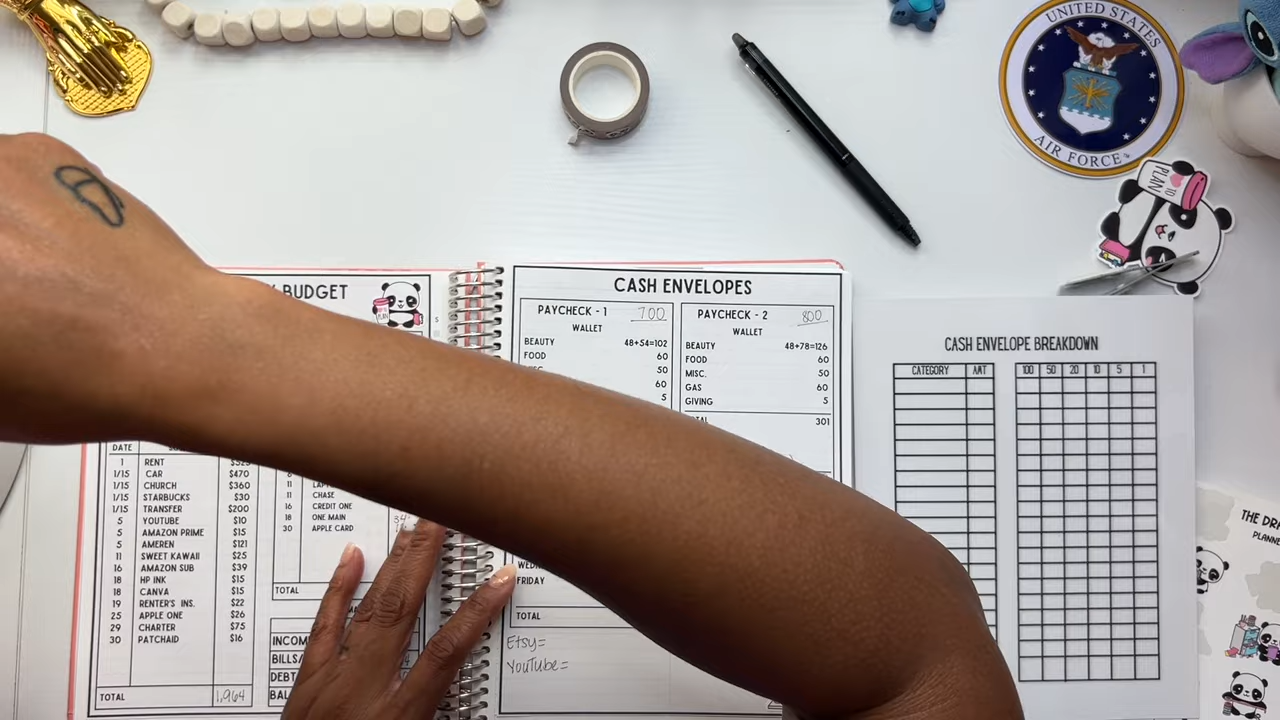 UNITED STATES
AIR FORCE
PLAN
BUDGET
DATE
1 RENT $525
1/15 CAR $470
1/15 CHURCH $360
1/15 STARBUCKS $30
1/15 TRANSFER $200
5 YOUTUBE $10
5 AMAZON PRIME $15
5 AMEREN $121
11 SWEET KAWAII $25
16 AMAZON SUB $39
18 HP INK $15
18 CANVA $15
19 RENTER'S INS. $22
25 APPLE ONE $26
29 CHARTER $75
30 PATCHAID $16
TOTAL 1,964
11 CHASE
16 CREDIT ONE
18 ONE MAIN
30 APPLE CARD
TOTAL
CASH ENVELOPES
PAYCHECK - 1 700
WALLET
BEAUTY 48+54=102
FOOD 60
50
60
5
FRIDAY
TOTAL
Etsy=
YouTube=
PAYCHECK - 2 800
WALLET
BEAUTY 48+78=126
FOOD 60
MISC. 50
GAS 60
GIVING 5
301
CASH ENVELOPE BREAKDOWN
CATEGORY AMT 100 50 20 10 5 1